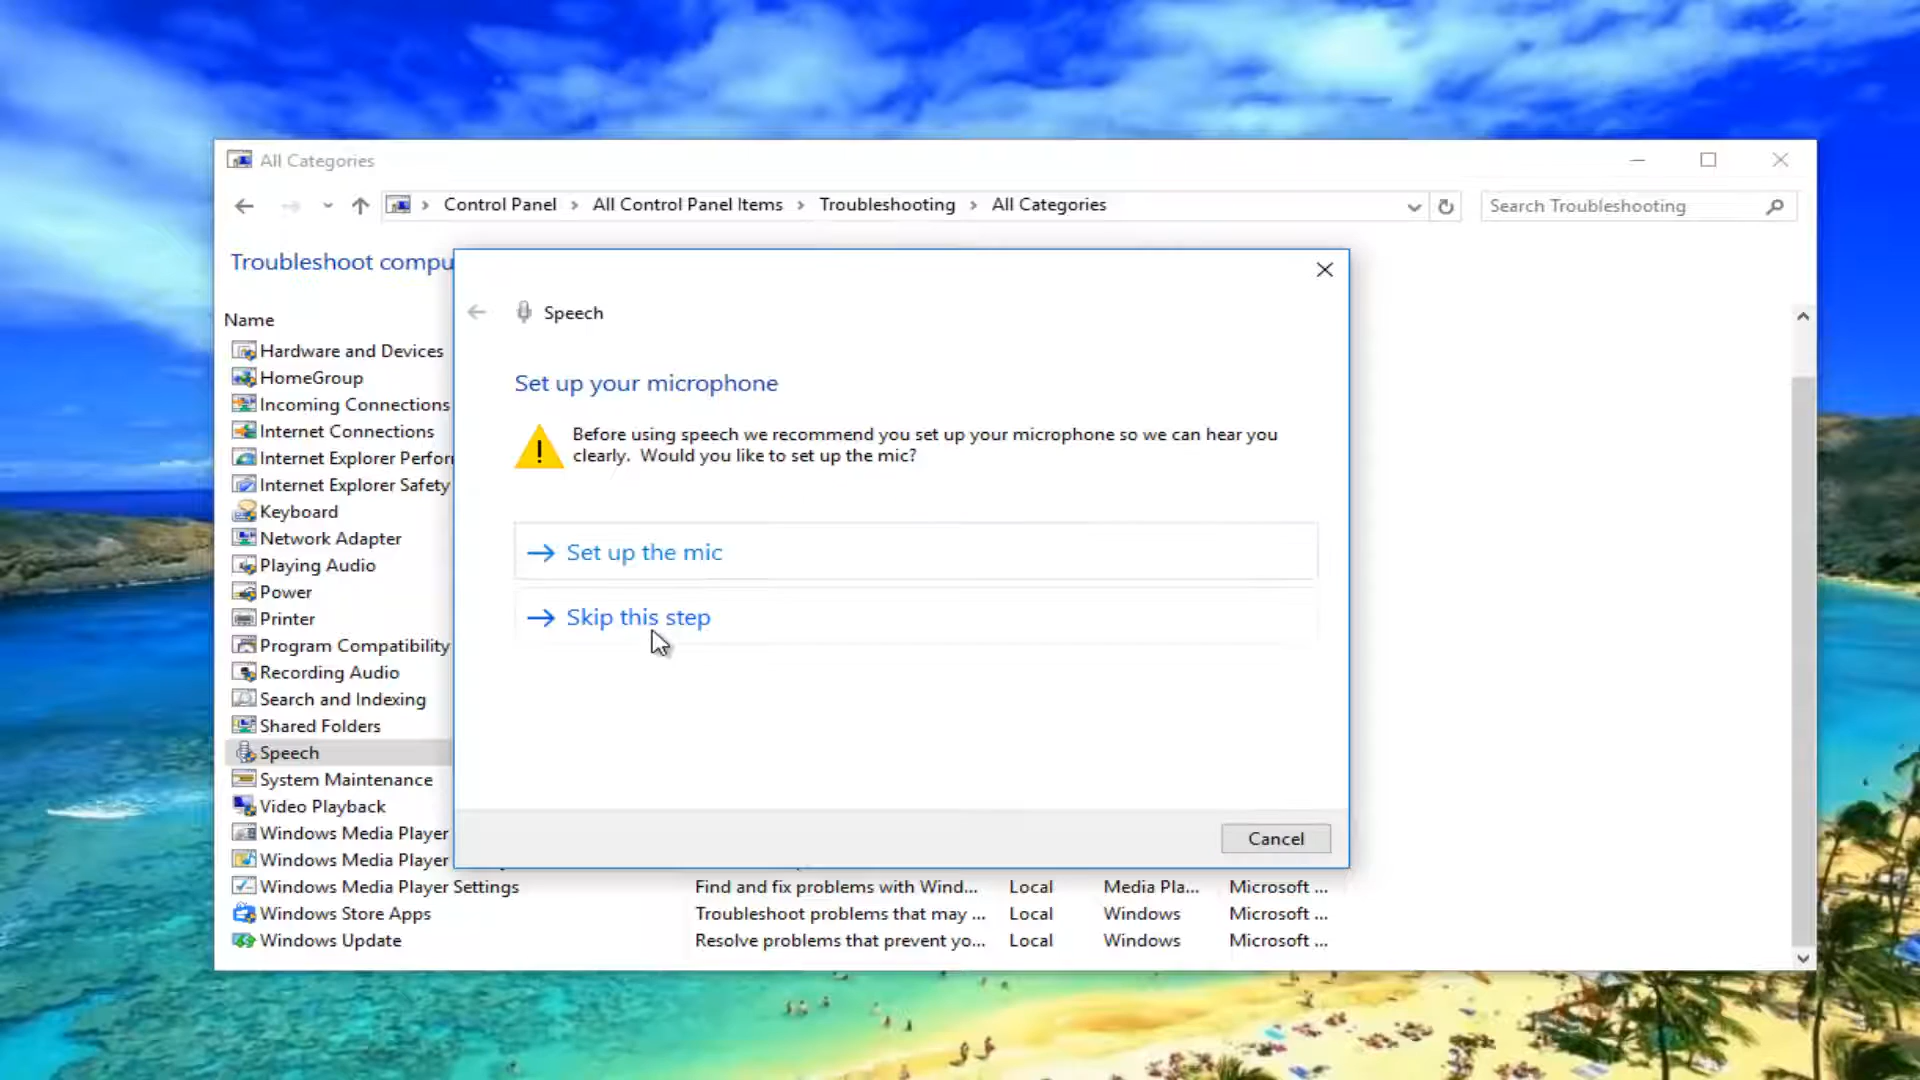 All Categories
Control Panel > All Control Panel Items > Troubleshooting > All Categories
Search Troubleshooting
Troubleshoot compu
Name
Hardware and Devices
HomeGroup
Incoming Connections
Internet Connections
Internet Explorer Perfor
Internet Explorer Safety
Keyboard
Network Adapter
Playing Audio
Power
Printer
Program Compatibility
Recording Audio
Search and Indexing
Shared Folders
Speech
System Maintenance
Video Playback
Windows Media Player
Windows Media Player
Windows Media Player Settings Find and fix problems with Wind... Local Media Pla... Microsoft ...
Windows Store Apps Troubleshoot problems that may ... Local Windows Microsoft ...
Windows Update Resolve problems that prevent yo... Local Windows Microsoft ...
Speech
Set up your microphone
Before using speech we recommend you set up your microphone so we can hear you
clearly. Would you like to set up the mic?
Set up the mic
Skip this step
Cancel